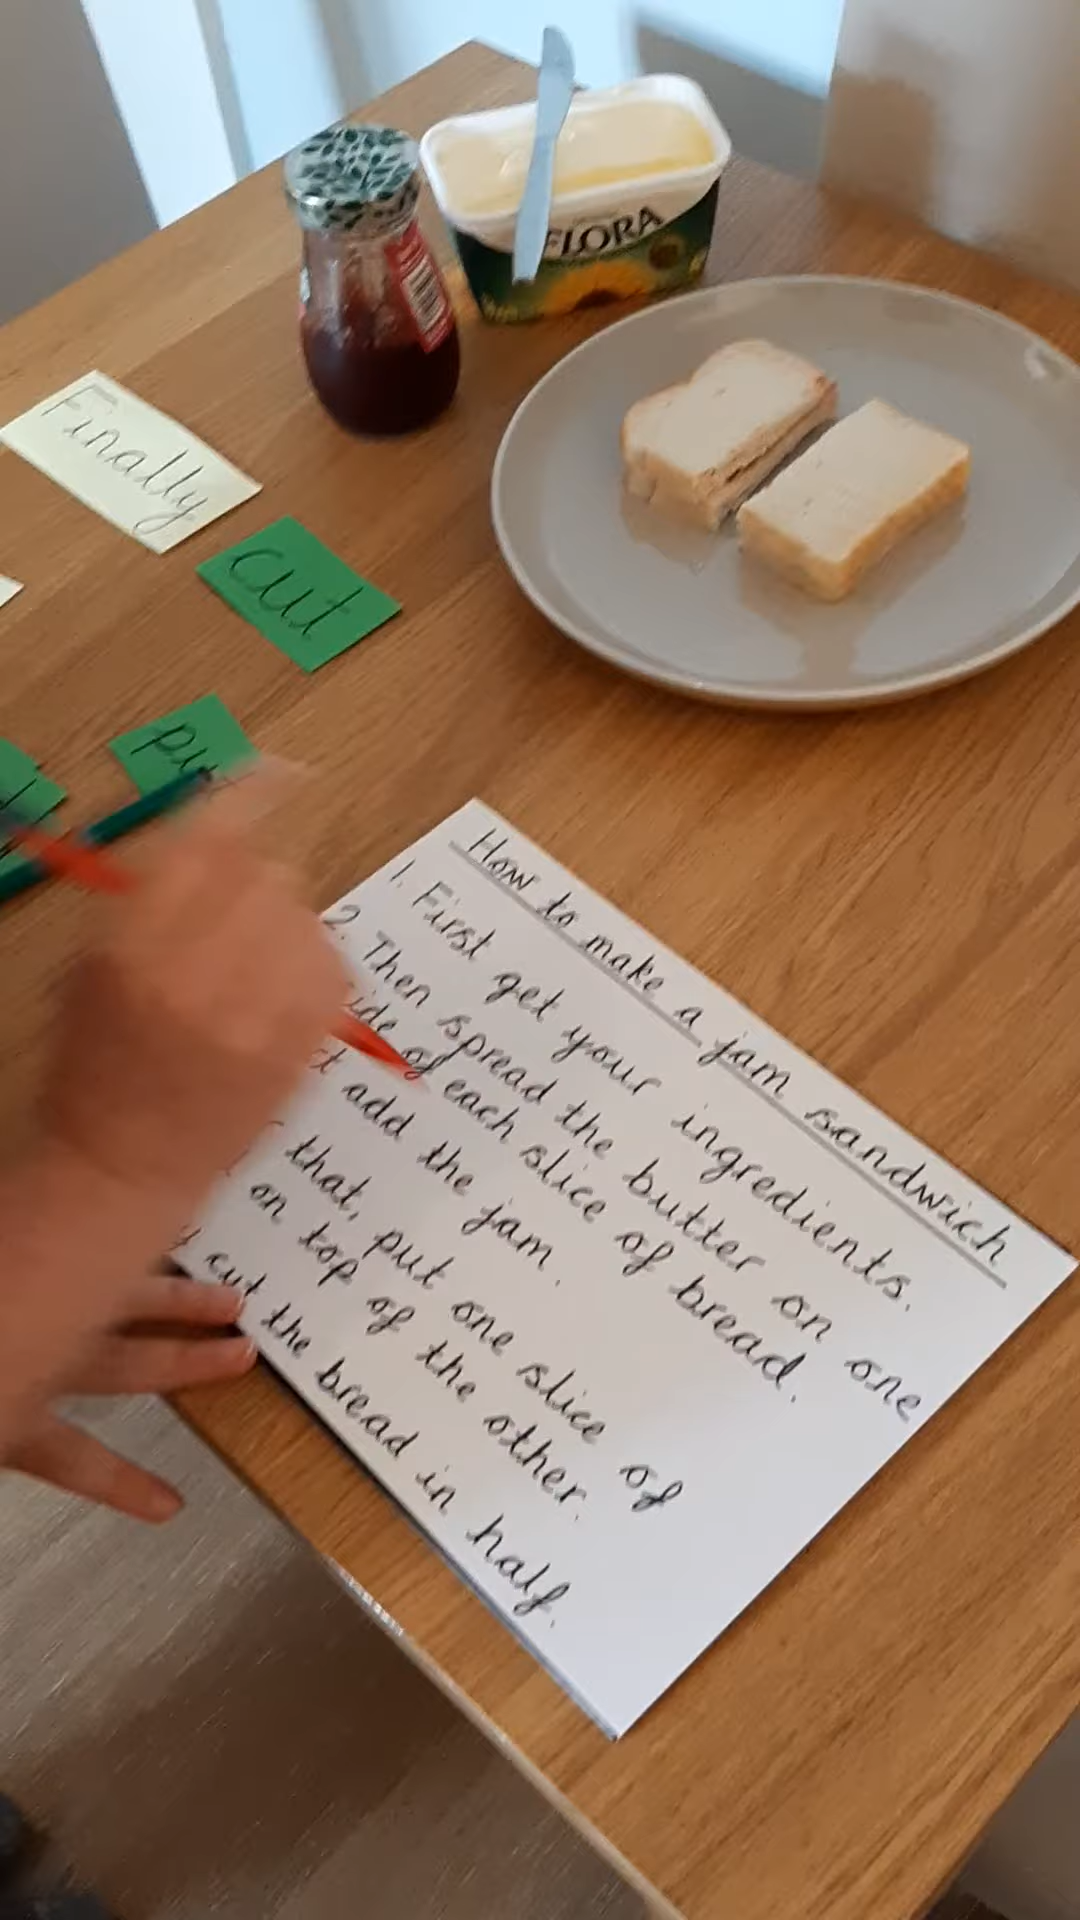 FLORA
Finally
cut
How to make a jam sandwich
1. First get your ingredients.
2. Then spread the butter on one
of each slice of bread.
add the jam.
that, put one slice of
on top of the other.
cut the bread in half.